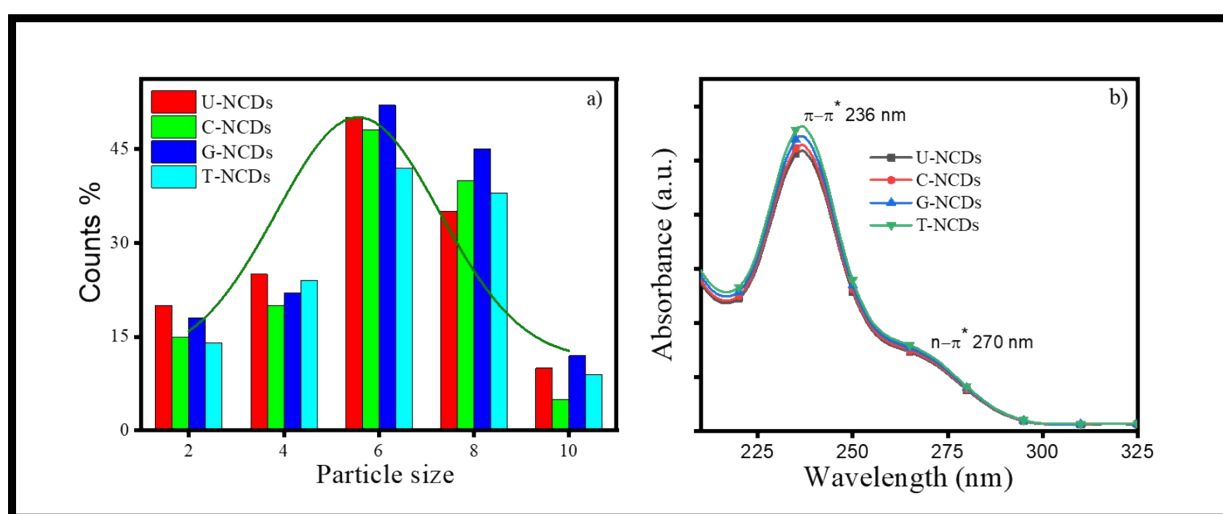 a)
U-NCDs
C-NCDs
G-NCDs
T-NCDs
Counts %
45
30
15
0
2 4 6 8 10
Particle size
b)
π–π* 236 nm
U-NCDs
C-NCDs
G-NCDs
T-NCDs
n–π* 270 nm
Absorbance (a.u.)
225 250 275 300 325
Wavelength (nm)